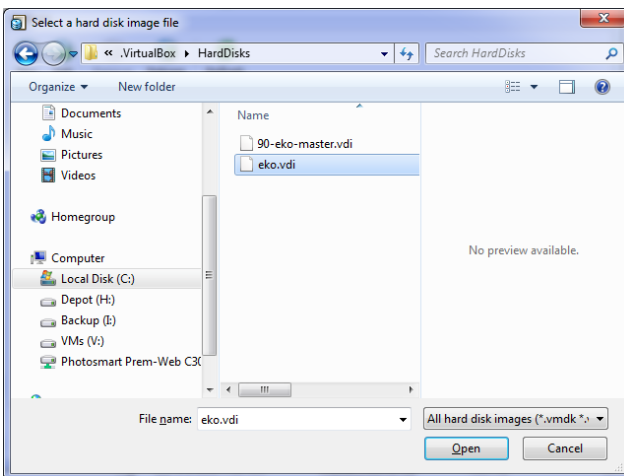 Select a hard disk image file
« .VirtualBox HardDisks
Search HardDisks
Organize New folder
Documents
Music
Pictures
Videos
Homegroup
Computer
Local Disk (C:)
Depot (H:)
Backup (I:)
VMs (V:)
Photosmart Prem-Web C30
Name
90-eko-master.vdi
eko.vdi
No preview available.
File name: eko.vdi
All hard disk images (*.vmdk *.v
Open Cancel